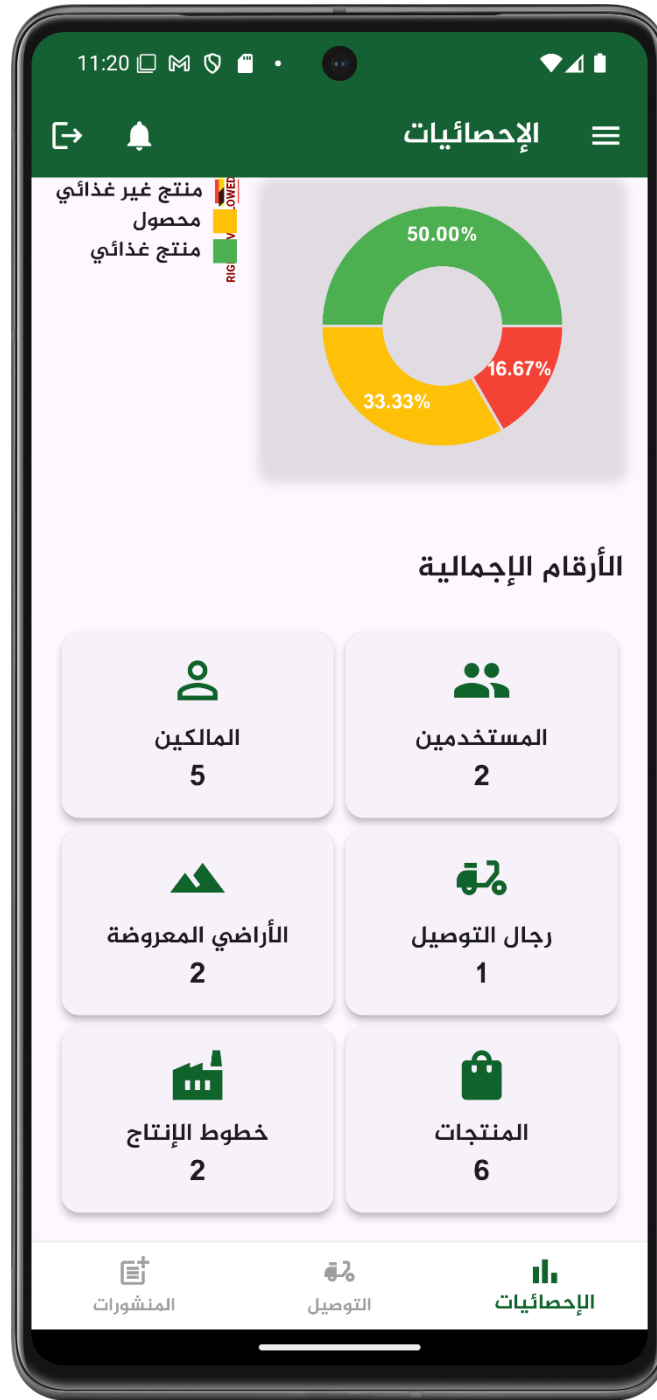 11:20
الإحصائيات
منتج غير غذائي
محصول
منتج غذائي
50.00%
16.67%
33.33%
الأرقام الإجمالية
المستخدمين
2
المالكين
5
رجال التوصيل
1
الأراضي المعروضة
2
المنتجات
6
خطوط الإنتاج
2
الإحصائيات
التوصيل
المنشورات